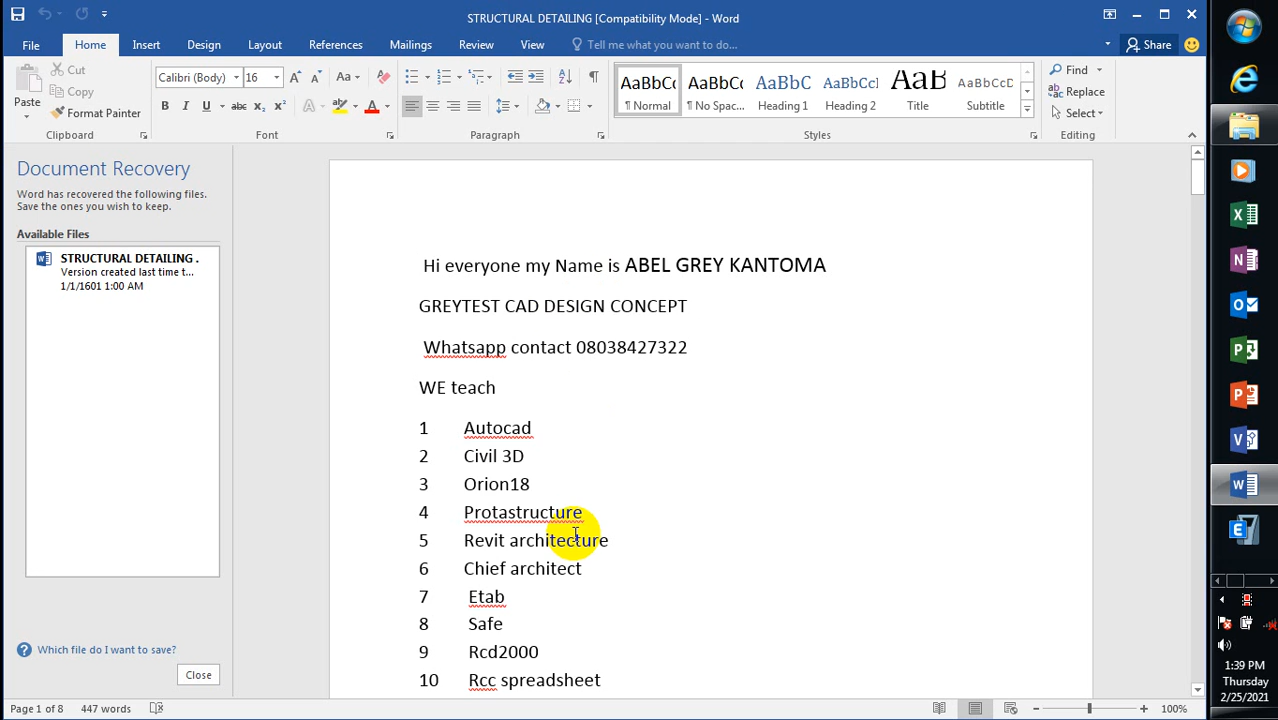 STRUCTURAL DETAILING [Compatibility Mode] - Word
File Home Insert Design Layout References Mailings Review View Tell me what you want to do... Share
Paste
Cut
Copy
Format Painter
Clipboard
Calibri (Body) 16
Font
Paragraph
AaBbCc AaBbCc AaBbC AaBbCcI AaB AaBbCcD
¶ Normal ¶ No Spac... Heading 1 Heading 2 Title Subtitle
Styles
Find
Replace
Select
Editing
Document Recovery
Word has recovered the following files.
Save the ones you wish to keep.
Available Files
STRUCTURAL DETAILING .
Version created last time t...
1/1/1601 1:00 AM
Which file do I want to save?
Close
Hi everyone my Name is ABEL GREY KANTOMA
GREYTEST CAD DESIGN CONCEPT
Whatsapp contact 08038427322
WE teach
1 Autocad
2 Civil 3D
3 Orion18
4 Protastructure
5 Revit architecture
6 Chief architect
7 Etab
8 Safe
9 Rcd2000
10 Rcc spreadsheet
Page 1 of 8 447 words
100%
1:39 PM
Thursday
2/25/2021